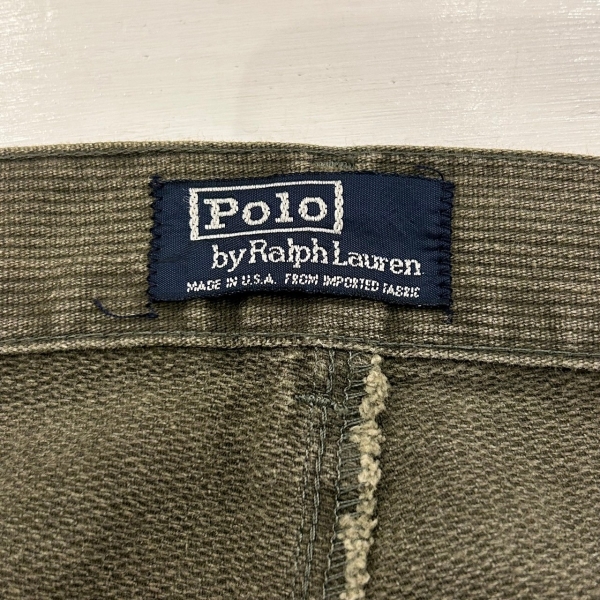 Polo
by Ralph Lauren
MADE IN U.S.A. FROM IMPORTED FABRIC